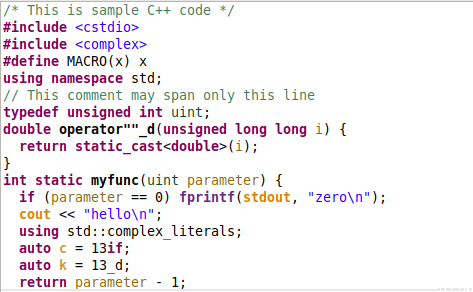 /* This is sample C++ code */
#include <cstdio>
#include <complex>
#define MACRO(x) x
using namespace std;
// This comment may span only this line
typedef unsigned int uint;
double operator""_d(unsigned long long i) {
  return static_cast<double>(i);
}
int static myfunc(uint parameter) {
  if (parameter == 0) fprintf(stdout, "zero\n");
  cout << "hello\n";
  using std::complex_literals;
  auto c = 13if;
  auto k = 13_d;
  return parameter - 1;